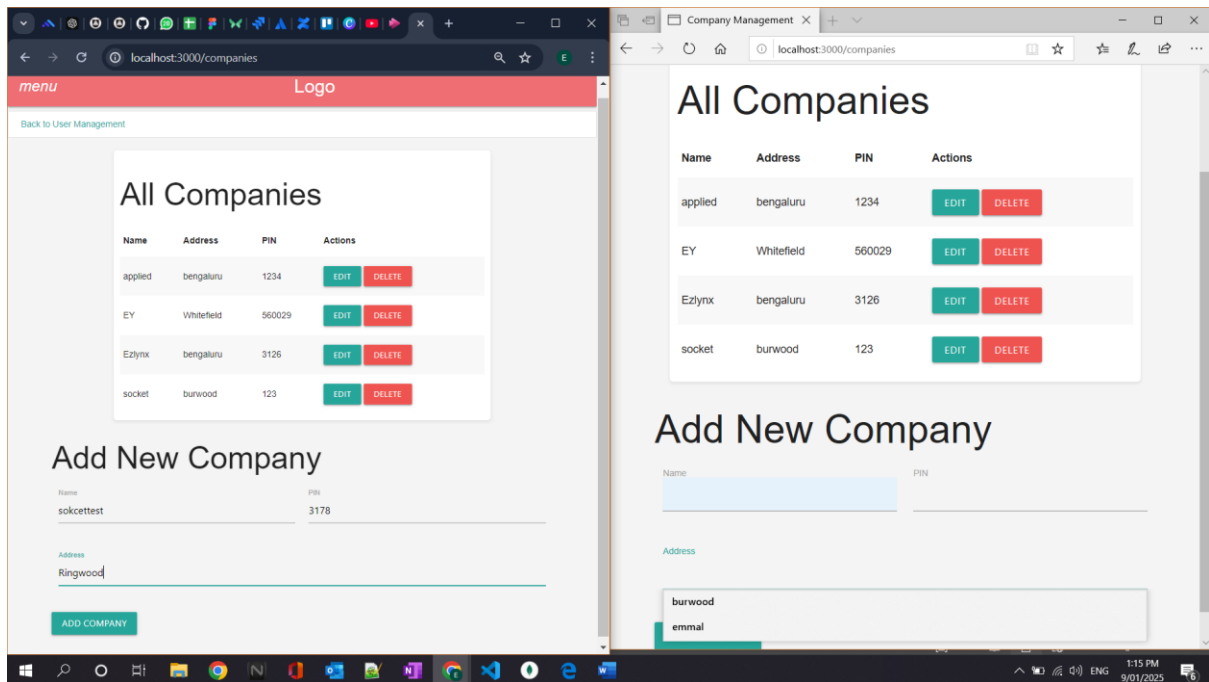 localhost:3000/companies
E
menu
Logo
Back to User Management
All Companies
Name Address PIN Actions
applied bengaluru 1234 EDIT DELETE
EY Whitefield 560029 EDIT DELETE
Ezlynx bengaluru 3126 EDIT DELETE
socket burwood 123 EDIT DELETE
Add New Company
Name PIN
sokcettest 3178
Address
Ringwood
ADD COMPANY
Company Management
localhost:3000/companies
All Companies
Name Address PIN Actions
applied bengaluru 1234 EDIT DELETE
EY Whitefield 560029 EDIT DELETE
Ezlynx bengaluru 3126 EDIT DELETE
socket burwood 123 EDIT DELETE
Add New Company
Name PIN
Address
burwood
emmal
ENG
1:15 PM
9/01/2025